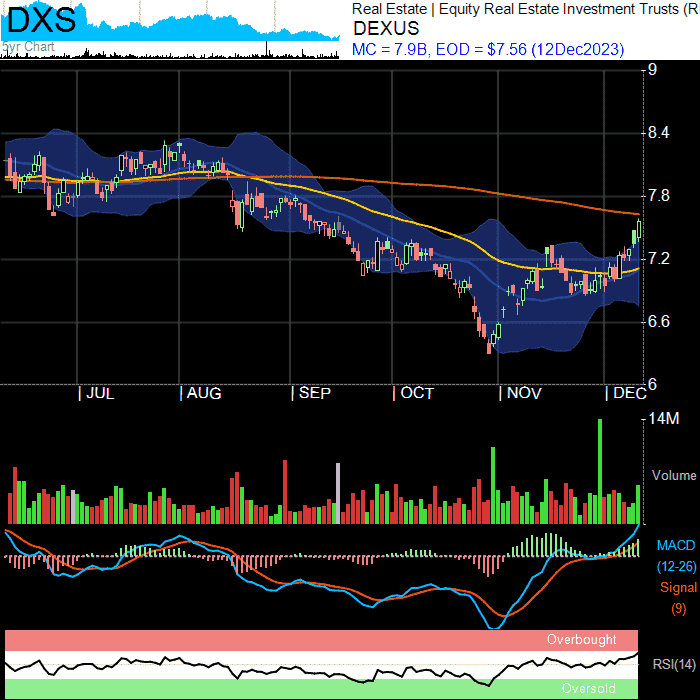 DXS
5yr Chart
Real Estate | Equity Real Estate Investment Trusts (R
DEXUS
MC = 7.9B, EOD = $7.56 (12Dec2023)
9
8.4
7.8
7.2
6.6
6
| JUL | AUG | SEP | OCT | NOV | DEC
14M
Volume
MACD
(12-26)
Signal
(9)
Overbought
RSI(14)
Oversold